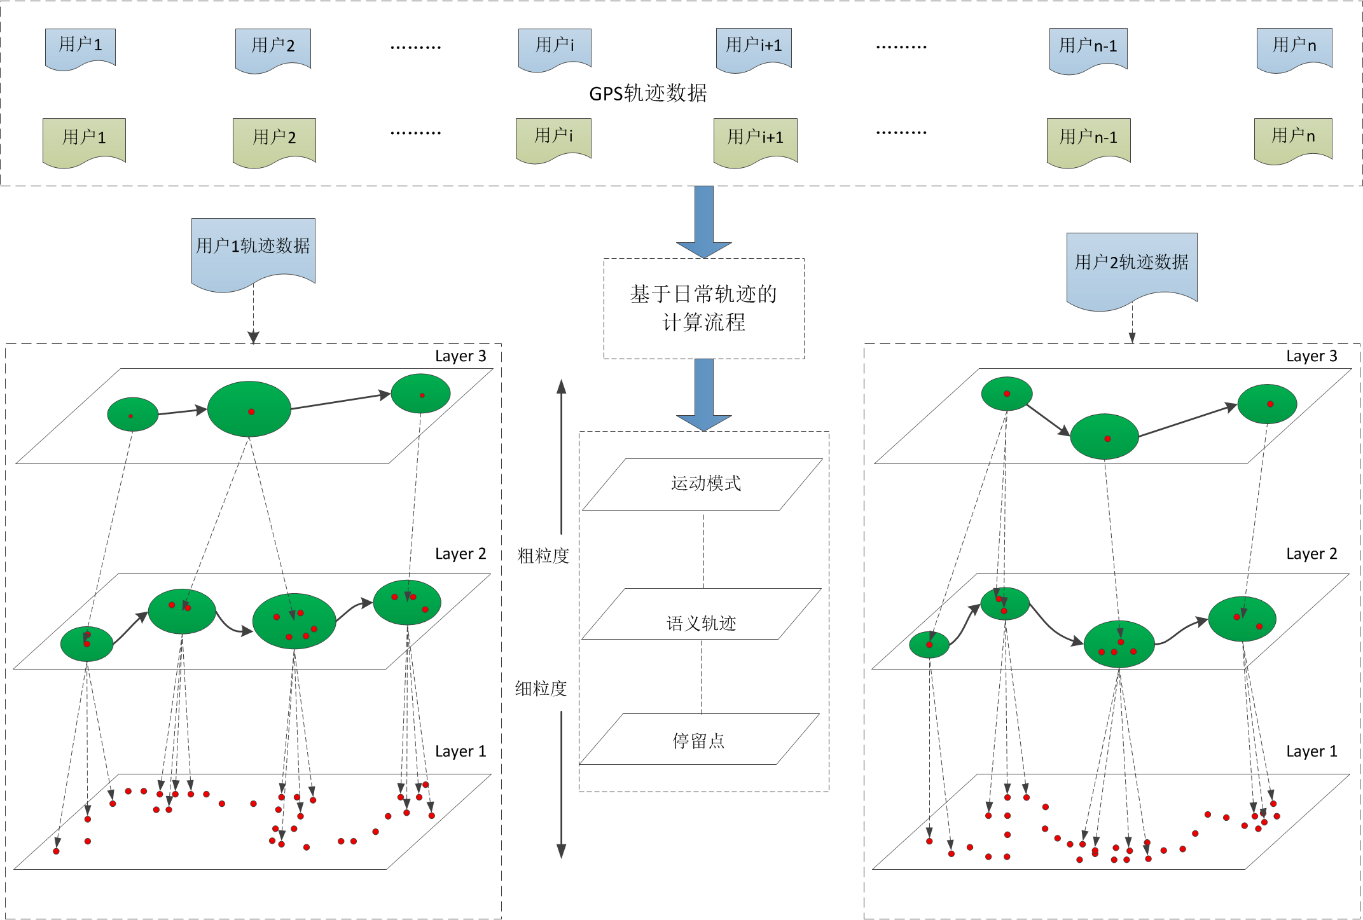 用户1
用户2
………
用户i
用户i+1
………
用户n-1
用户n
GPS轨迹数据
用户1
用户2
………
用户i
用户i+1
………
用户n-1
用户n
用户1轨迹数据
用户2轨迹数据
基于日常轨迹的
计算流程
Layer 3
Layer 2
Layer 1
粗粒度
细粒度
运动模式
语义轨迹
停留点
Layer 3
Layer 2
Layer 1